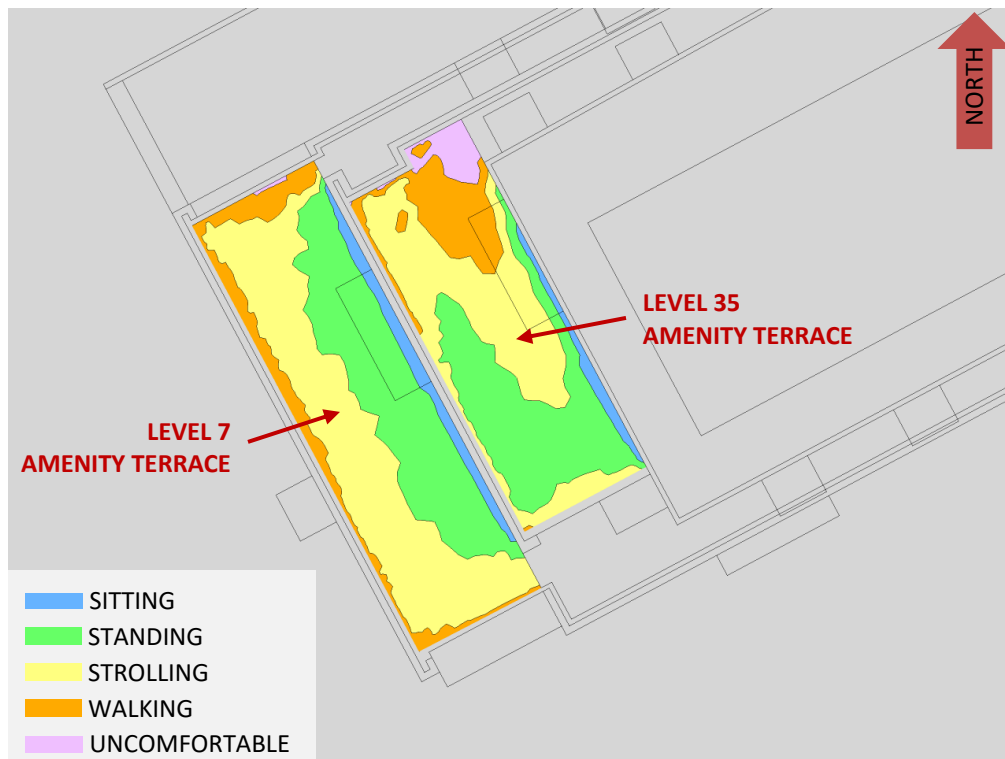 NORTH
LEVEL 35
AMENITY TERRACE
LEVEL 7
AMENITY TERRACE
SITTING
STANDING
STROLLING
WALKING
UNCOMFORTABLE